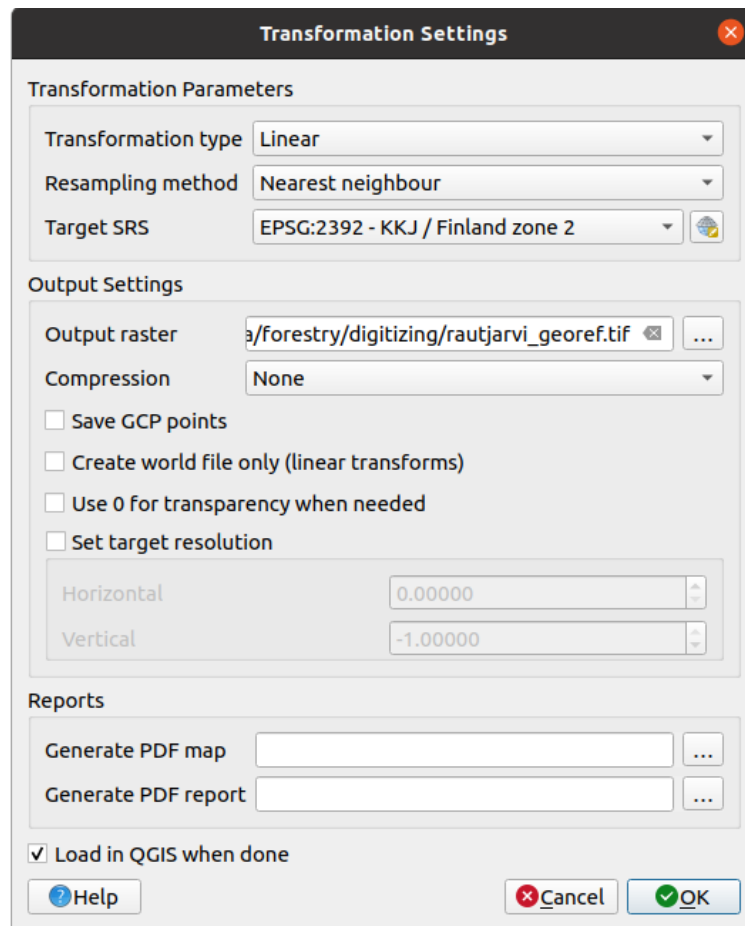 Transformation Settings
Transformation Parameters
Transformation type Linear
Resampling method Nearest neighbour
Target SRS EPSG:2392 - KKJ / Finland zone 2
Output Settings
Output raster a/forestry/digitizing/rautjarvi_georef.tif ...
Compression None
Save GCP points
Create world file only (linear transforms)
Use 0 for transparency when needed
Set target resolution
Horizontal 0.00000
Vertical -1.00000
Reports
Generate PDF map ...
Generate PDF report ...
Load in QGIS when done
Help Cancel OK